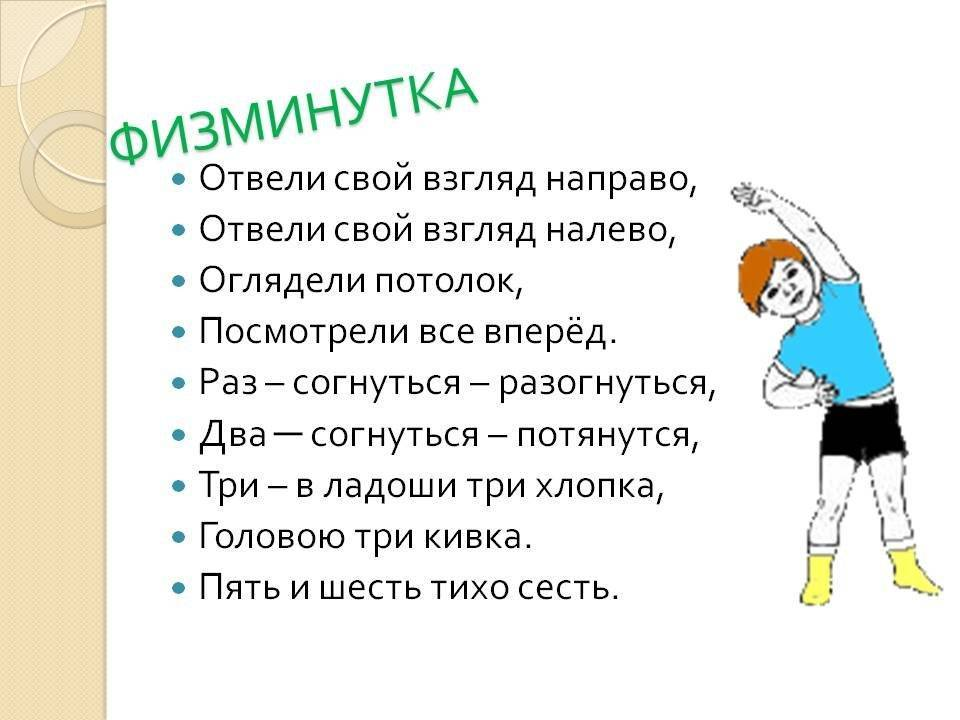 ФИЗМИНУТКА
• Отвели свой взгляд направо,
• Отвели свой взгляд налево,
• Оглядели потолок,
• Посмотрели все вперёд.
• Раз – согнуться – разогнуться,
• Два — согнуться – потянутся,
• Три – в ладоши три хлопка,
• Головою три кивка.
• Пять и шесть тихо сесть.